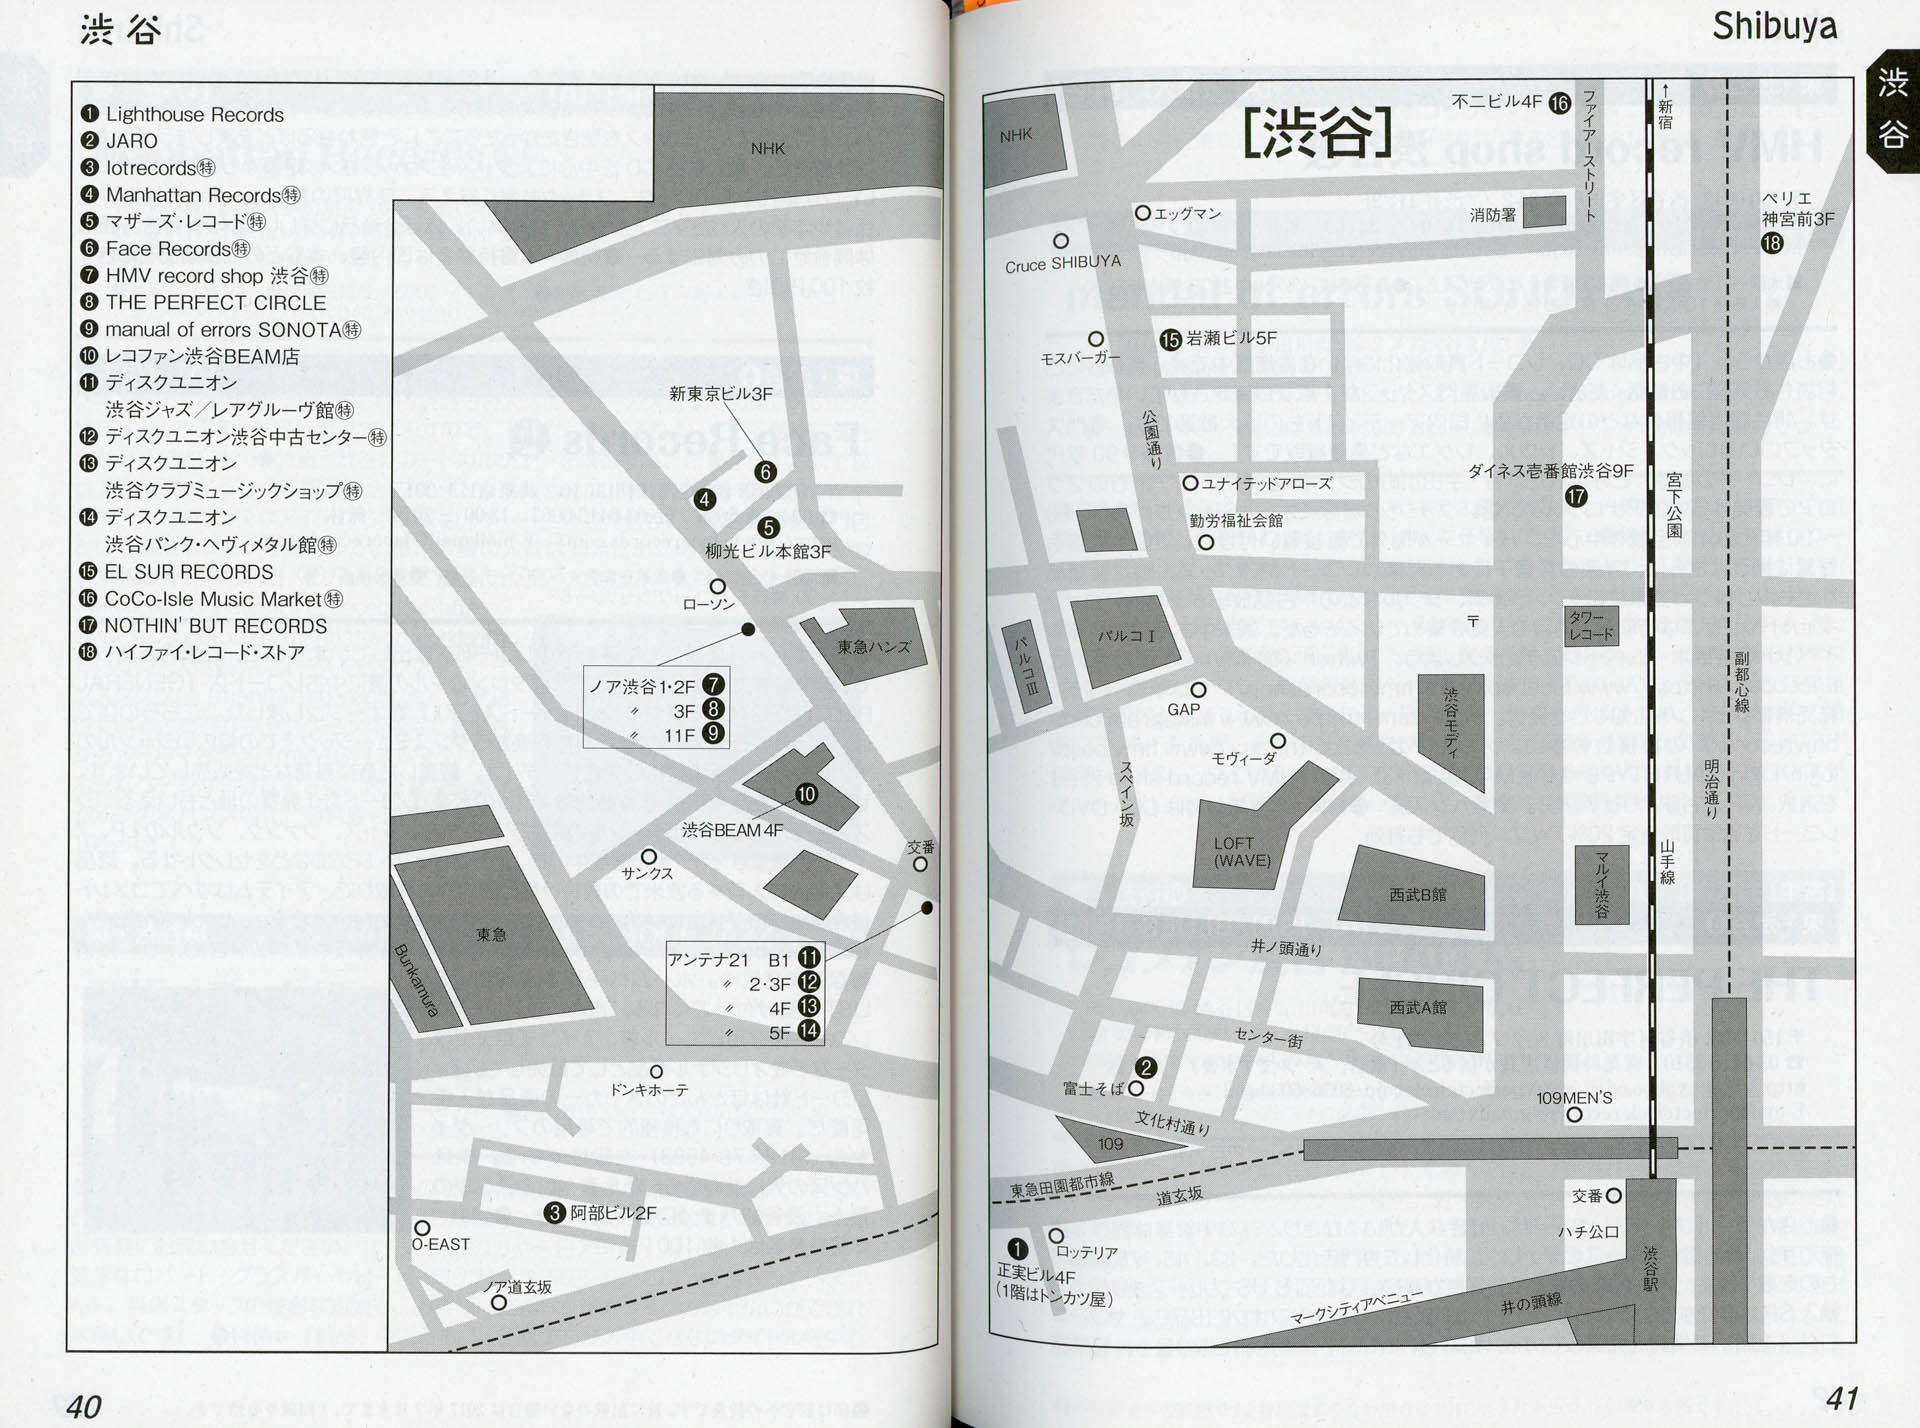 渋谷
❶ Lighthouse Records
❷ JARO
❸ lotrecords㊕
❹ Manhattan Records㊕
❺ マザーズ・レコード㊕
❻ Face Records㊕
❼ HMV record shop 渋谷㊕
❽ THE PERFECT CIRCLE
❾ manual of errors SONOTA㊕
❿ レコファン渋谷BEAM店
⓫ ディスクユニオン
渋谷ジャズ／レアグルーヴ館㊕
⓬ ディスクユニオン渋谷中古センター㊕
⓭ ディスクユニオン
渋谷クラブミュージックショップ㊕
⓮ ディスクユニオン
渋谷パンク・ヘヴィメタル館㊕
⓯ EL SUR RECORDS
⓰ CoCo-Isle Music Market㊕
⓱ NOTHIN' BUT RECORDS
⓲ ハイファイ・レコード・ストア
NHK
新東京ビル3F
❻
❹
❺
柳光ビル本館3F
ローソン
東急ハンズ
ノア渋谷1・2F ❼
〃 3F ❽
〃 11F ❾
❿
渋谷BEAM4F
サンクス
交番
東急
Bunkamura
アンテナ21 B1 ⓫
〃 2・3F ⓬
〃 4F ⓭
〃 5F ⓮
ドンキホーテ
❸ 阿部ビル2F
O-EAST
ノア道玄坂
40
Shibuya
渋谷
[渋谷]
NHK
不二ビル4F ⓰
ファイアーストリート
↑新宿
エッグマン
消防署
ペリエ
神宮前3F
⓲
Cruce SHIBUYA
モスバーガー
⓯ 岩瀬ビル5F
公園通り
ユナイテッドアローズ
勤労福祉会館
ダイネス壱番館渋谷9F
⓱
宮下公園
パルコⅢ
パルコⅠ
〒
タワー
レコード
GAP
渋谷モディ
副都心線
モヴィーダ
スペイン坂
明治通り
LOFT
(WAVE)
西武B館
マルイ渋谷
山手線
井ノ頭通り
西武A館
センター街
❷
富士そば
文化村通り
109MEN'S
109
東急田園都市線
道玄坂
交番
ハチ公口
❶
ロッテリア
正実ビル4F
(1階はトンカツ屋)
渋谷駅
マークシティアベニュー
井の頭線
41